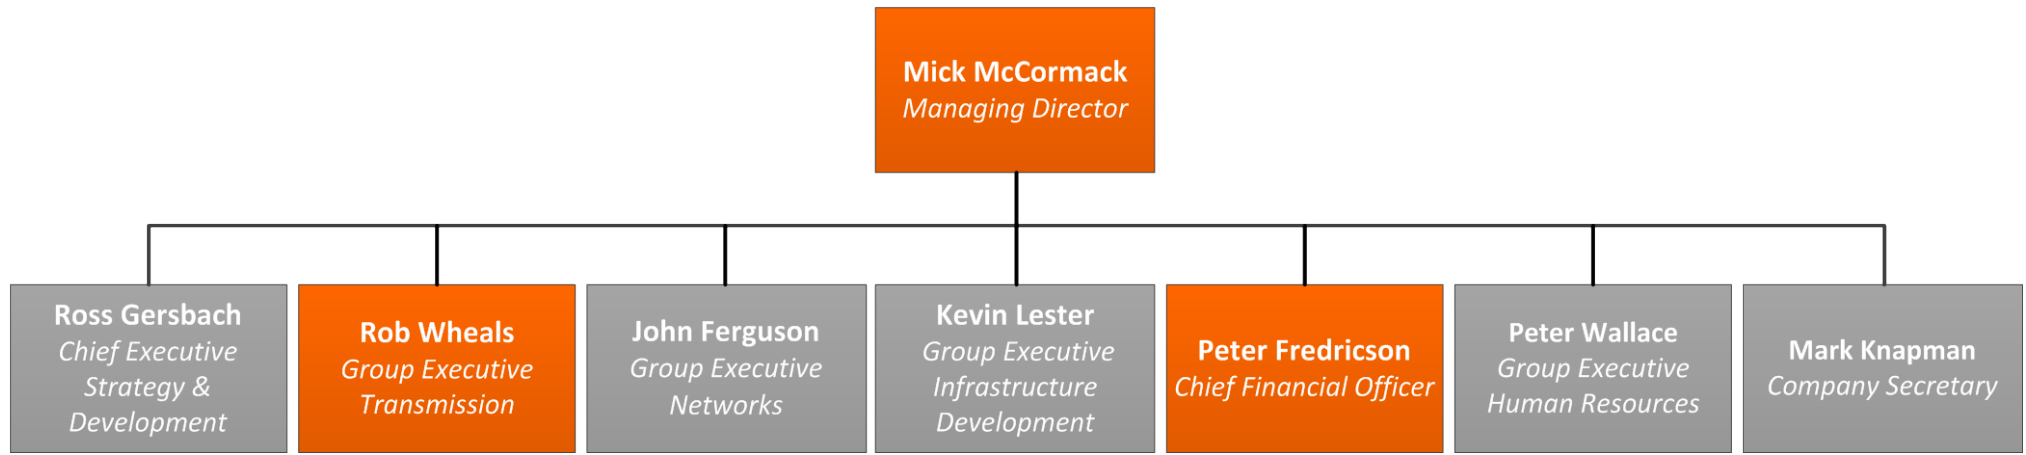 Mick McCormack
Managing Director
Ross Gersbach
Chief Executive
Strategy &
Development
Rob Wheals
Group Executive
Transmission
John Ferguson
Group Executive
Networks
Kevin Lester
Group Executive
Infrastructure
Development
Peter Fredricson
Chief Financial Officer
Peter Wallace
Group Executive
Human Resources
Mark Knapman
Company Secretary